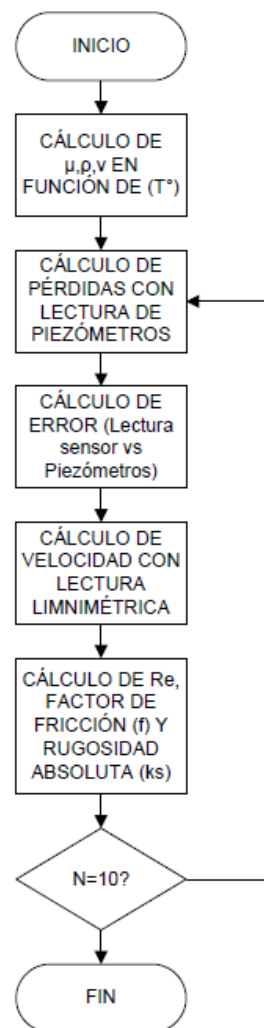 INICIO
CÁLCULO DE
μ,ρ,ν EN
FUNCIÓN DE (T°)
CÁLCULO DE
PÉRDIDAS CON
LECTURA DE
PIEZÓMETROS
CÁLCULO DE
ERROR (Lectura
sensor vs
Piezómetros)
CÁLCULO DE
VELOCIDAD CON
LECTURA
LIMNIMÉTRICA
CÁLCULO DE Re,
FACTOR DE
FRICCIÓN (f) Y
RUGOSIDAD
ABSOLUTA (ks)
N=10?
FIN